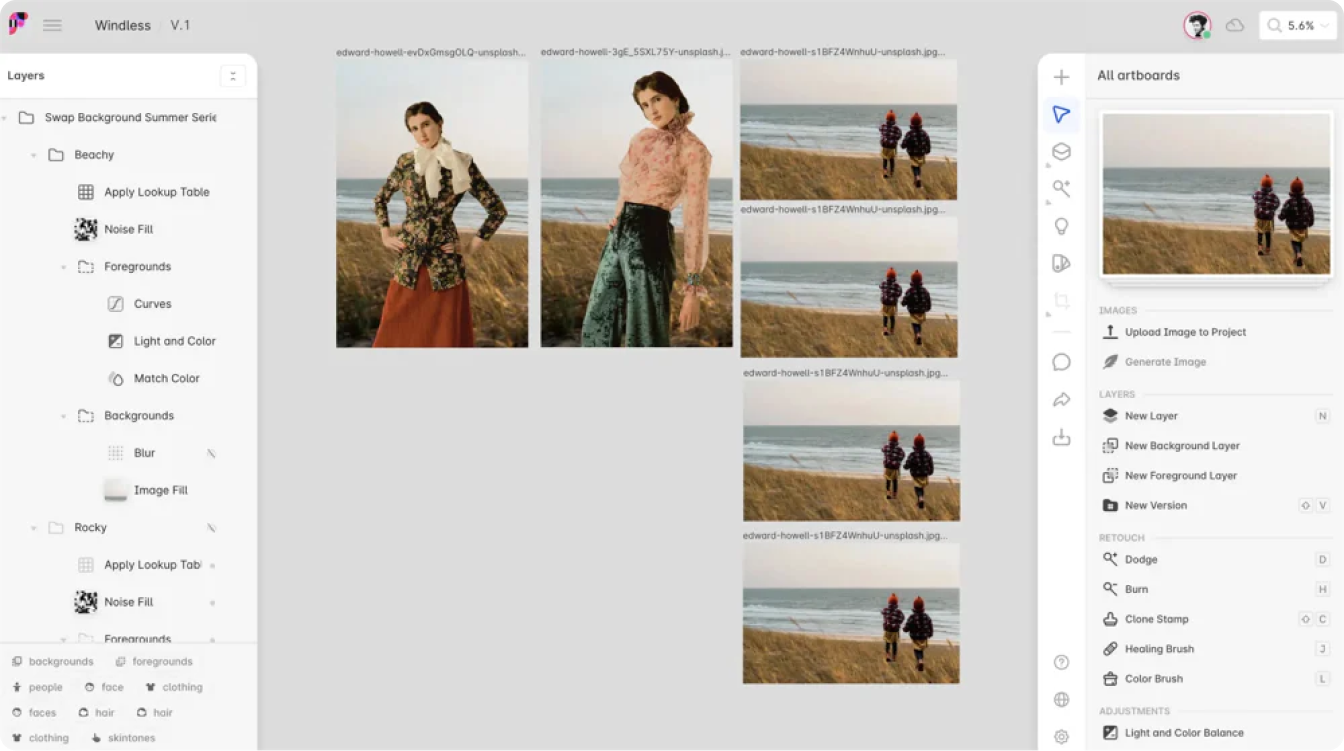 Windless / V.1
5.6%
Layers
Swap Background Summer Serie
Beachy
Apply Lookup Table
Noise Fill
Foregrounds
Curves
Light and Color
Match Color
Backgrounds
Blur
Image Fill
Rocky
Apply Lookup Tabl
Noise Fill
Foregrounds
backgrounds foregrounds
people face clothing
faces hair hair
clothing skintones
edward-howell-evDxGmsgOLQ-unsplash...
edward-howell-3gE_5SXL75Y-unsplash.j...
edward-howell-s1BFZ4WnhuU-unsplash.jpg...
edward-howell-s1BFZ4WnhuU-unsplash.jpg...
edward-howell-s1BFZ4WnhuU-unsplash.jpg...
edward-howell-s1BFZ4WnhuU-unsplash.jpg...
All artboards
IMAGES
Upload Image to Project
Generate Image
LAYERS
New Layer N
New Background Layer
New Foreground Layer
New Version V
RETOUCH
Dodge D
Burn H
Clone Stamp C
Healing Brush J
Color Brush L
ADJUSTMENTS
Light and Color Balance